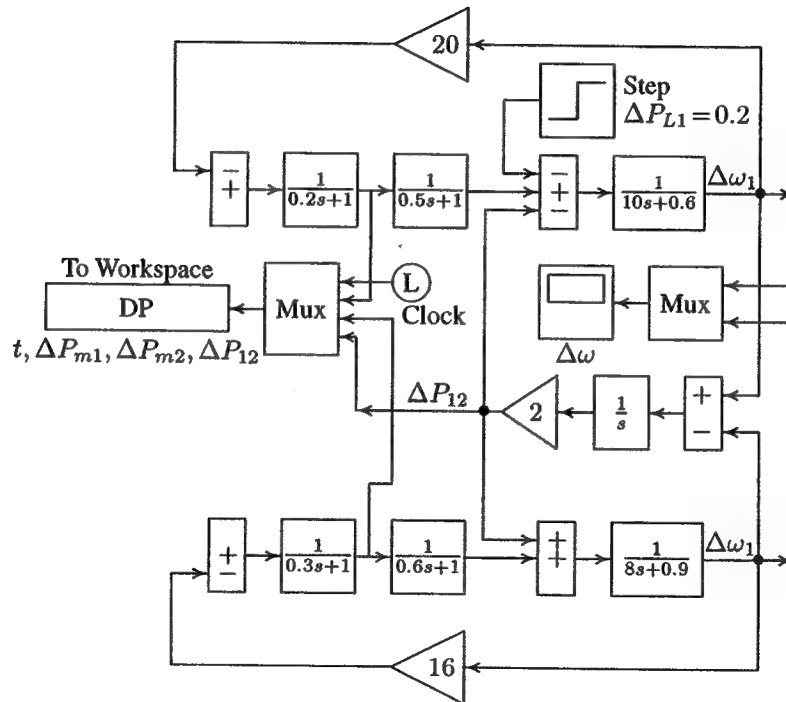 20
Step
ΔP_{L1} = 0.2
− +
1/(0.2s+1)
1/(0.5s+1)
− + −
1/(10s+0.6)
Δω_1
To Workspace
DP
t, ΔP_{m1}, ΔP_{m2}, ΔP_{12}
Mux
L
Clock
Δω
Mux
ΔP_{12}
2
1/s
+ −
+ −
1/(0.3s+1)
1/(0.6s+1)
+ +
1/(8s+0.9)
Δω_1
16